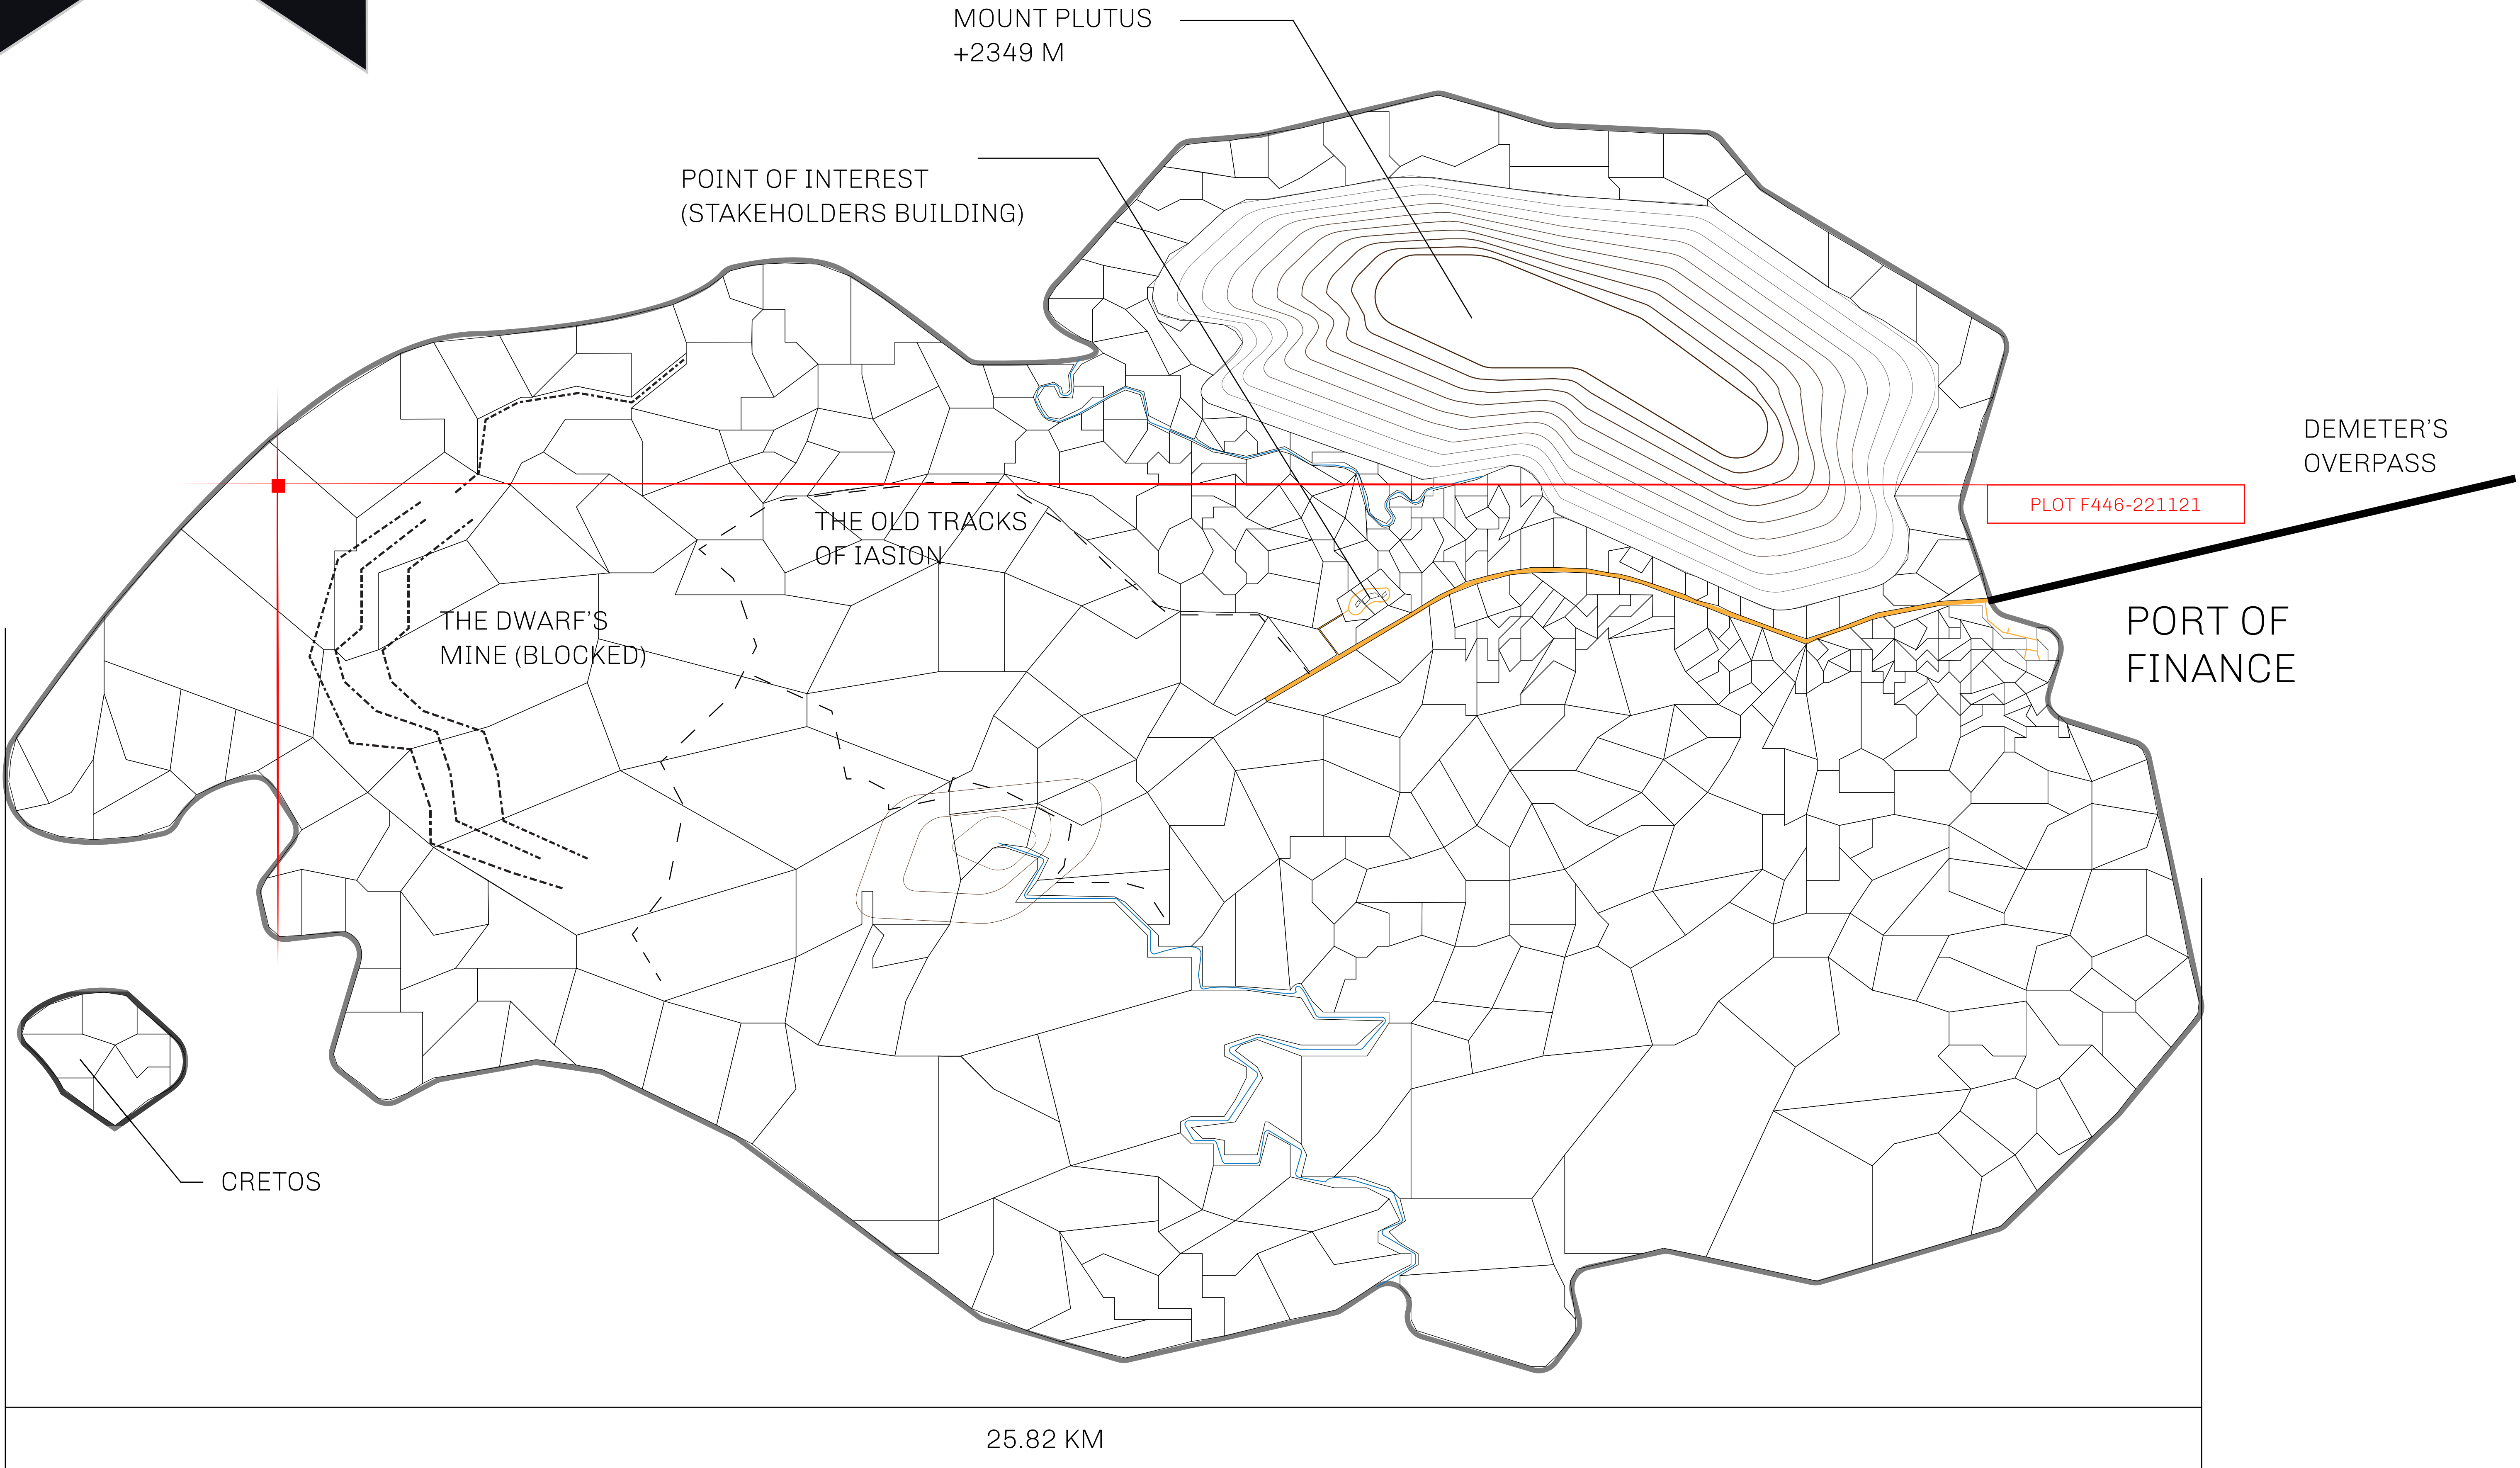 MOUNT PLUTUS
+2349 M
POINT OF INTEREST
(STAKEHOLDERS BUILDING)
DEMETER'S
OVERPASS
PLOT F446-221121
THE OLD TRACKS
OF IASION
THE DWARF'S
MINE (BLOCKED)
PORT OF
FINANCE
CRETOS
25.82 KM